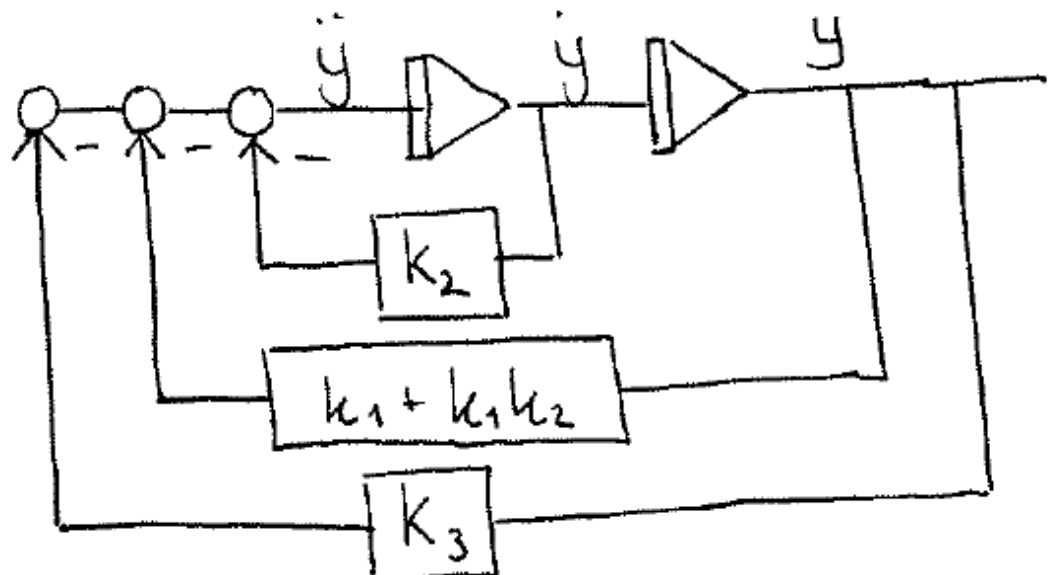 ÿ ẏ y
- - -
K₂
k₁ + k₁k₂
K₃